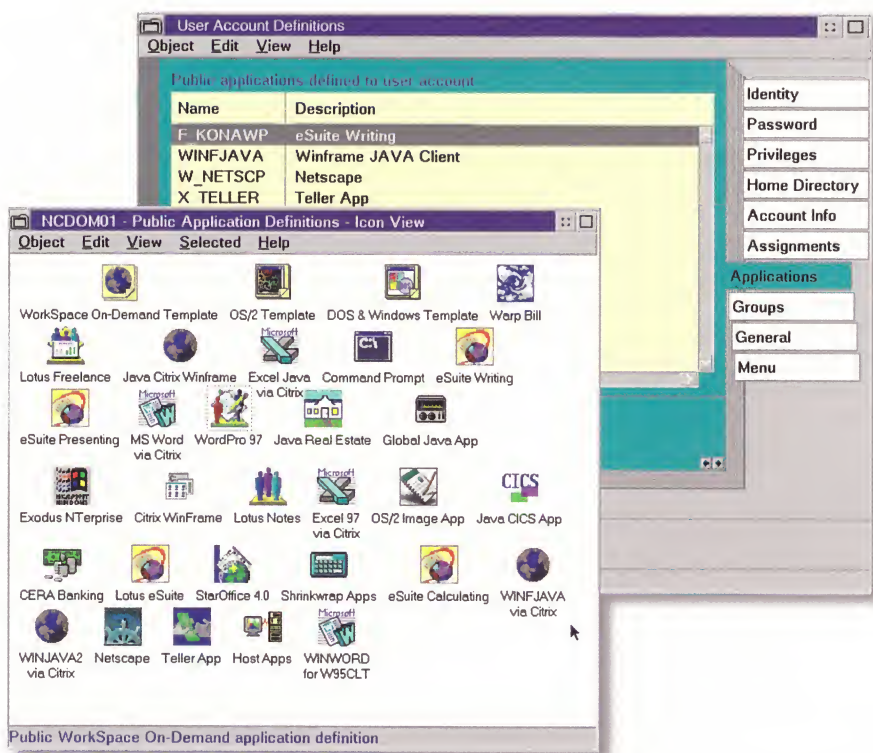 User Account Definitions
Object Edit View Help
Public applications defined to user account
Name Description
F_KONAWP eSuite Writing
WINFJAVA Winframe JAVA Client
W_NETSCP Netscape
X_TELLER Teller App
Identity
Password
Privileges
Home Directory
Account Info
Assignments
Applications
Groups
General
Menu
NCDOM01 - Public Application Definitions - Icon View
Object Edit View Selected Help
WorkSpace On-Demand Template OS/2 Template DOS & Windows Template Warp Bill
Microsoft
C:\
Lotus Freelance Java Citrix Winframe Excel Java via Citrix Command Prompt eSuite Writing
Microsoft
eSuite Presenting MS Word via Citrix WordPro 97 Java Real Estate Global Java App
Microsoft
CICS
Exodus NTerprise Citrix WinFrame Lotus Notes Excel 97 via Citrix OS/2 Image App Java CICS App
CERA Banking Lotus eSuite StarOffice 4.0 Shrinkwrap Apps eSuite Calculating WINFJAVA via Citrix
Microsoft
WINJAVA2 via Citrix Netscape Teller App Host Apps WINWORD for W95CLT
Public WorkSpace On-Demand application definition